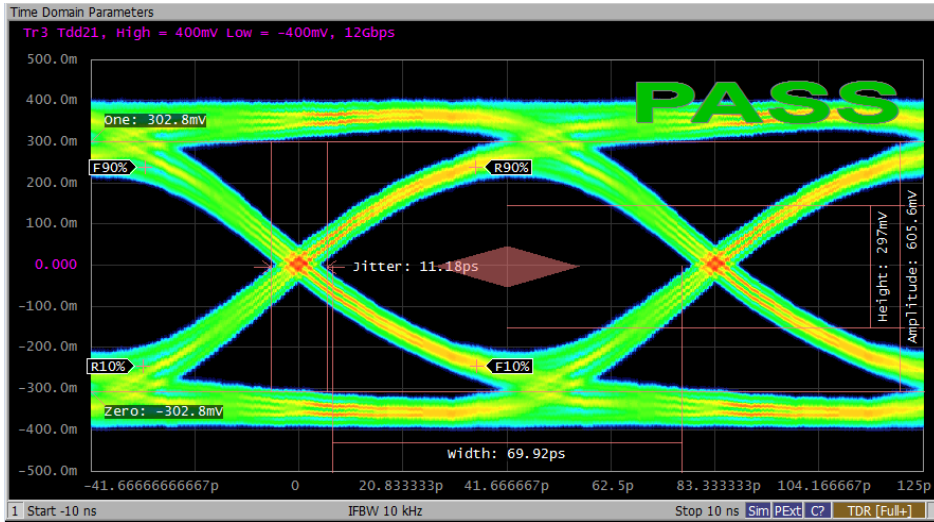 Time Domain Parameters
Tr3 Tdd21, High = 400mV Low = -400mV, 12Gbps
500.0m
400.0m
PASS
One: 302.8mV
300.0m
F90%
R90%
200.0m
100.0m
0.000
Jitter: 11.18ps
Height: 297mV
Amplitude: 605.6mV
-100.0m
-200.0m
R10%
F10%
-300.0m
Zero: -302.8mV
-400.0m
Width: 69.92ps
-500.0m
-41.66666666667p 0 20.833333p 41.666667p 62.5p 83.333333p 104.166667p 125p
1 Start -10 ns IFBW 10 kHz Stop 10 ns Sim PExt C? TDR [Full+]